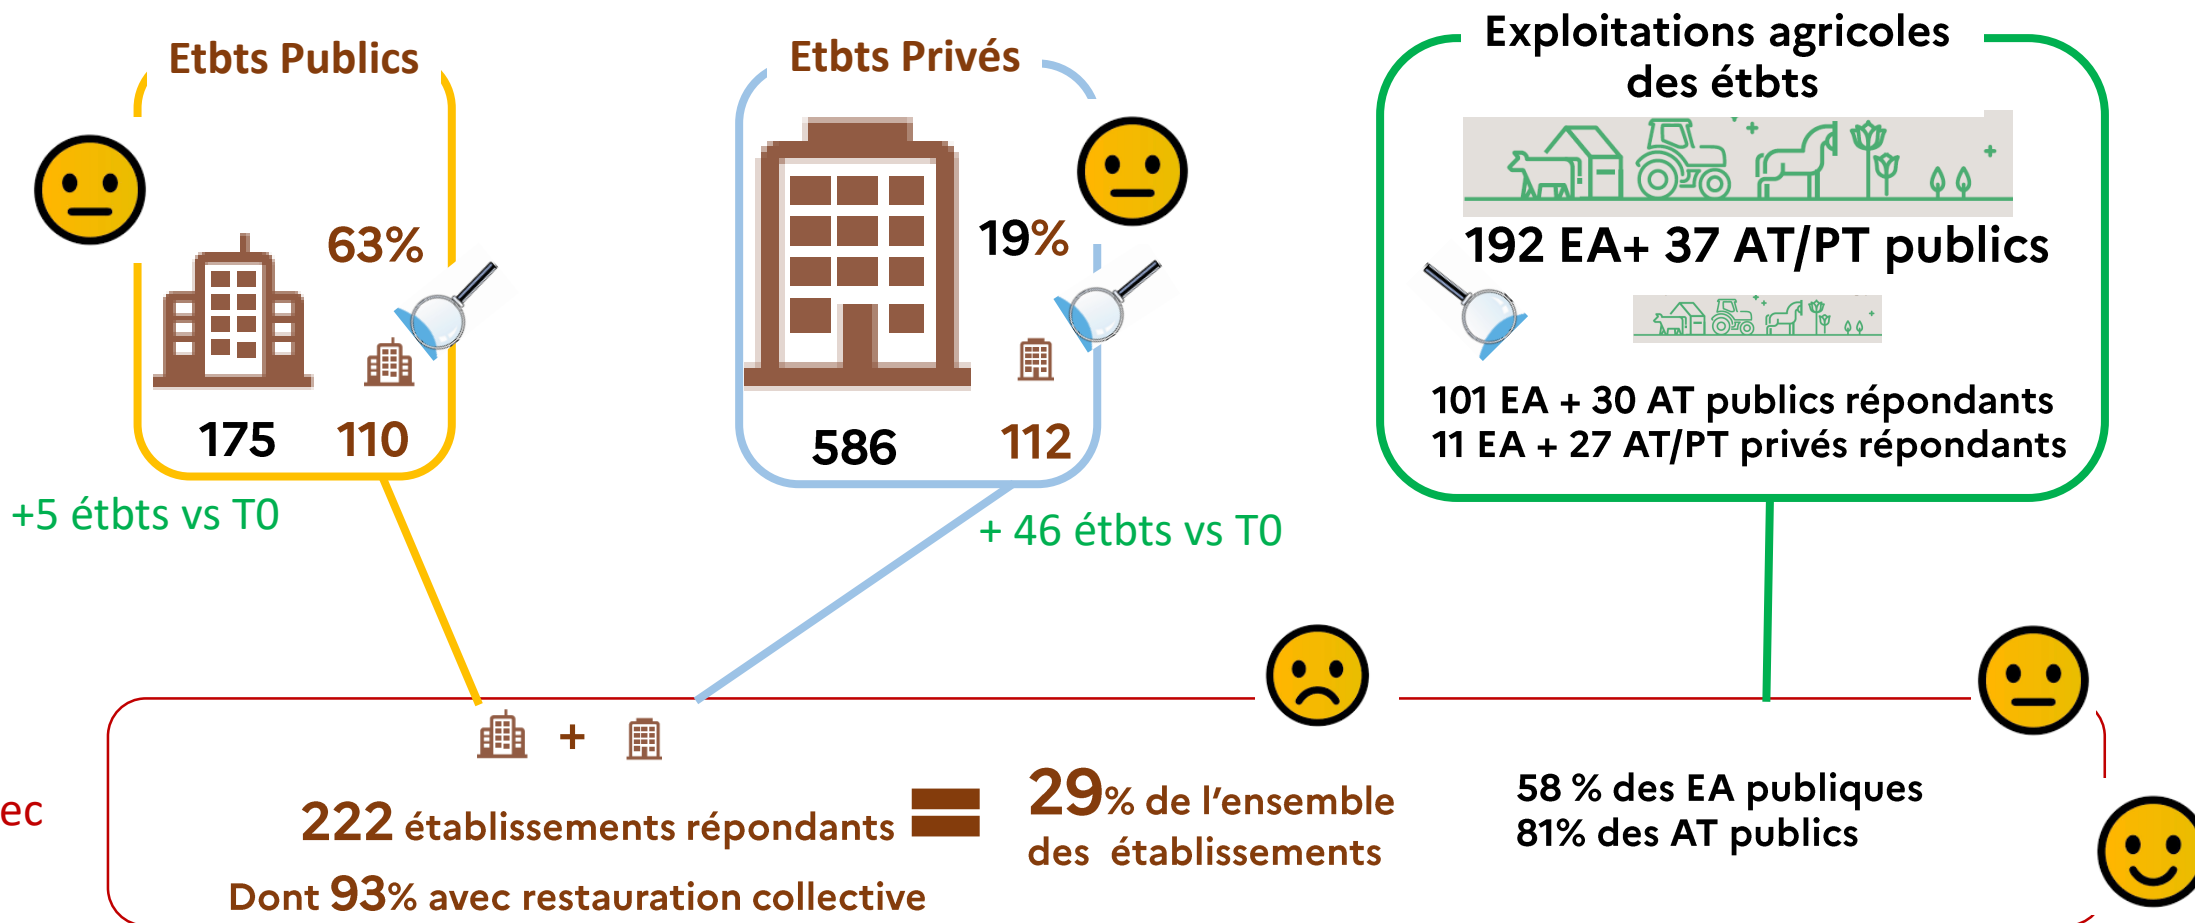 Etbts Publics
63%
175
110
+5 étbts vs T0
Etbts Privés
19%
586
112
+ 46 étbts vs T0
Exploitations agricoles
des étbts
192 EA+ 37 AT/PT publics
101 EA + 30 AT publics répondants
11 EA + 27 AT/PT privés répondants
+
ec
222 établissements répondants
=
29% de l'ensemble
des établissements
Dont 93% avec restauration collective
58 % des EA publiques
81% des AT publics